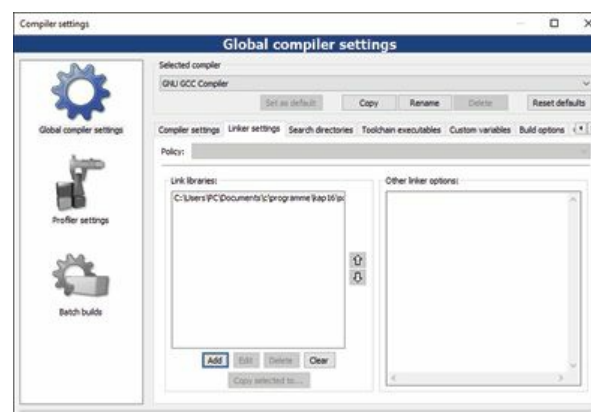 Compiler settings
Global compiler settings
Global compiler settings
Profiler settings
Batch builds
Selected compiler
GNU GCC Compiler
Set as default Copy Rename Delete Reset defaults
Compiler settings Linker settings Search directories Toolchain executables Custom variables Build options
Policy:
Link libraries:
C:\Users\PC\Documents\c\programme\kap16\
Add Edit Delete Clear
Copy selected to...
Other linker options: